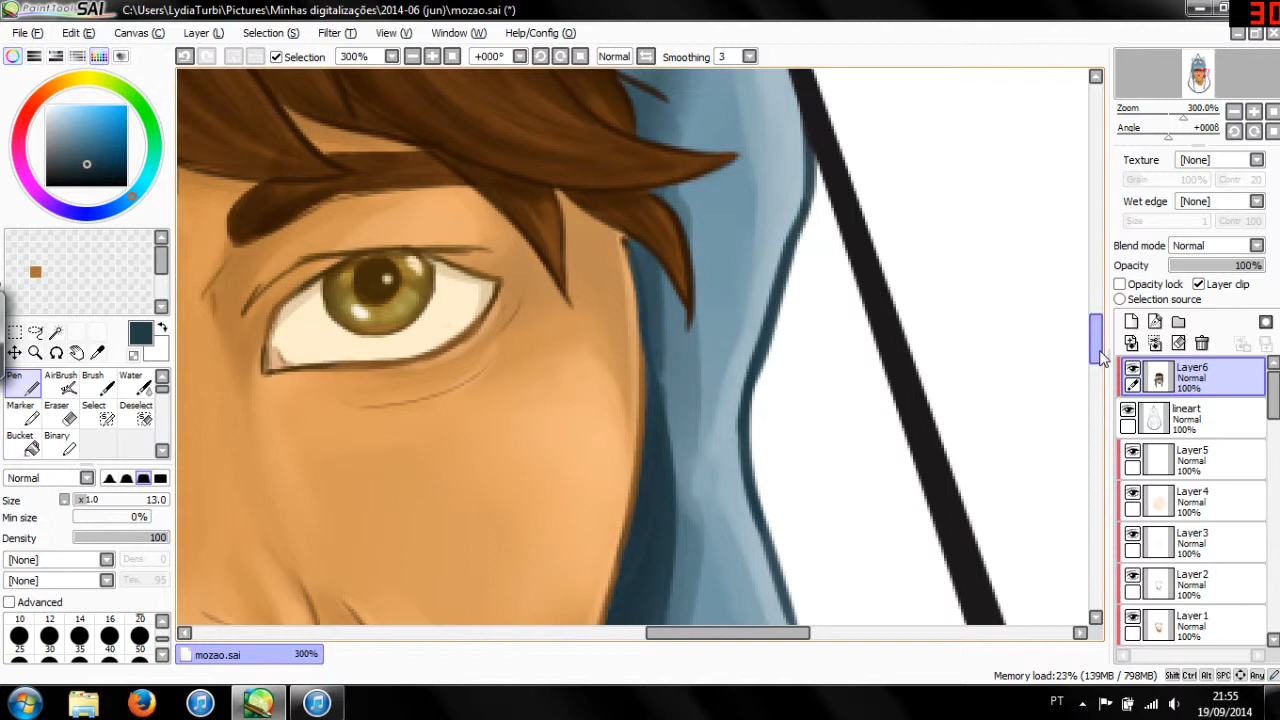 PaintTool SAI C:\Users\LydiaTurbi\Pictures\Minhas digitalizações\2014-06 (jun)\mozao.sai (*)
30
File (F) Edit (E) Canvas (C) Layer (L) Selection (S) Filter (T) View (V) Window (W) Help/Config (O)
Selection 300% +000° Normal Smoothing 3
Zoom 300.0%
Angle +000°
Texture [None]
Grain 100% Contr 20
Wet edge [None]
Size 1 Contr 100
Blend mode Normal
Opacity 100%
Opacity lock Layer clip
Selection source
Pen AirBrush Brush Water
Marker Eraser Select Deselect
Bucket Binary
Normal
Size x1.0 13.0
Min size 0%
Density 100
[None] Dens: 0
[None] Tex: 95
Advanced
10 12 14 16 20
25 30 35 40 50
Layer6
Normal
100%
lineart
Normal
100%
Layer5
Normal
100%
Layer4
Normal
100%
Layer3
Normal
100%
Layer2
Normal
100%
Layer1
Normal
100%
mozao.sai 300%
Memory load:23% (139MB / 798MB) Shift Ctrl Alt SPC Any
PT 21:55
19/09/2014